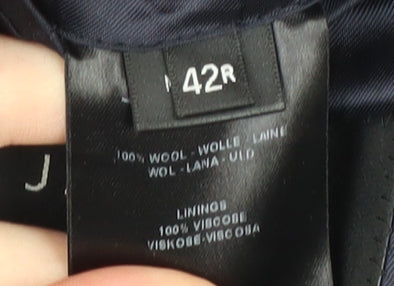 42R
100% WOOL - WOLLE - LAINE
WOL - LANA - ULD
J
LININGS
100% VISCOSE
VISKOSE-VISCOSA